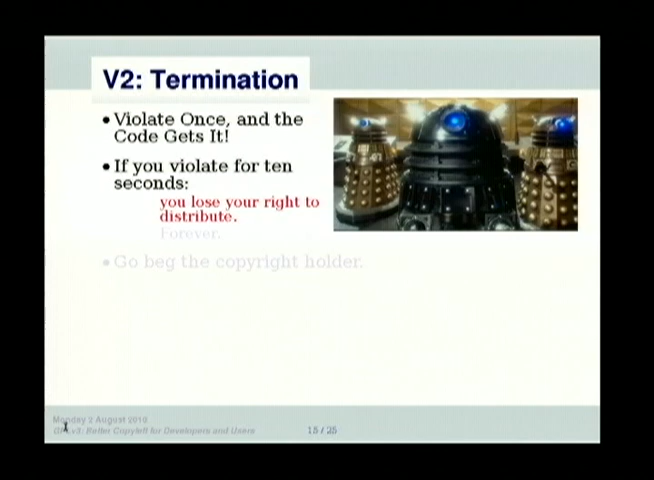 V2: Termination
• Violate Once, and the
Code Gets It!
• If you violate for ten
seconds:
you lose your right to
distribute.
Forever.
• Go beg the copyright holder.
Monday 2 August 2010
GPLv3: Better Copyleft for Developers and Users
15 / 25